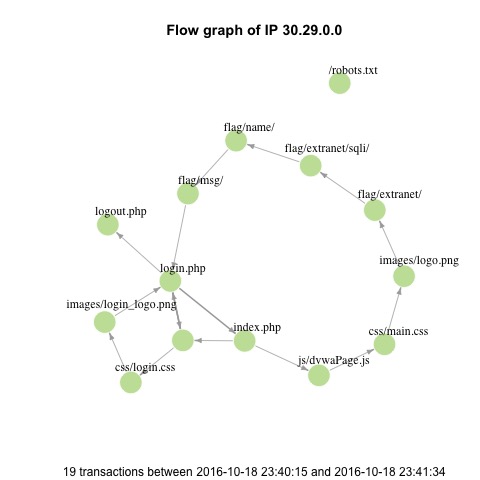 Flow graph of IP 30.29.0.0
/robots.txt
flag/name/
flag/extranet/sqli/
flag/msg/
flag/extranet/
logout.php
login.php
images/logo.png
images/login_logo.png
index.php
css/main.css
css/login.css
js/dvwaPage.js
19 transactions between 2016-10-18 23:40:15 and 2016-10-18 23:41:34